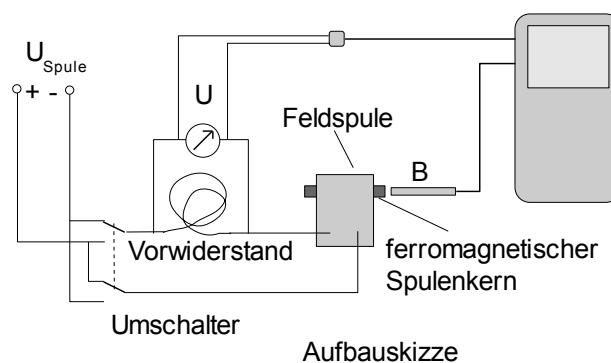 U Spule
+ -
U
Feldspule
B
Vorwiderstand
ferromagnetischer
Spulenkern
Umschalter
Aufbauskizze